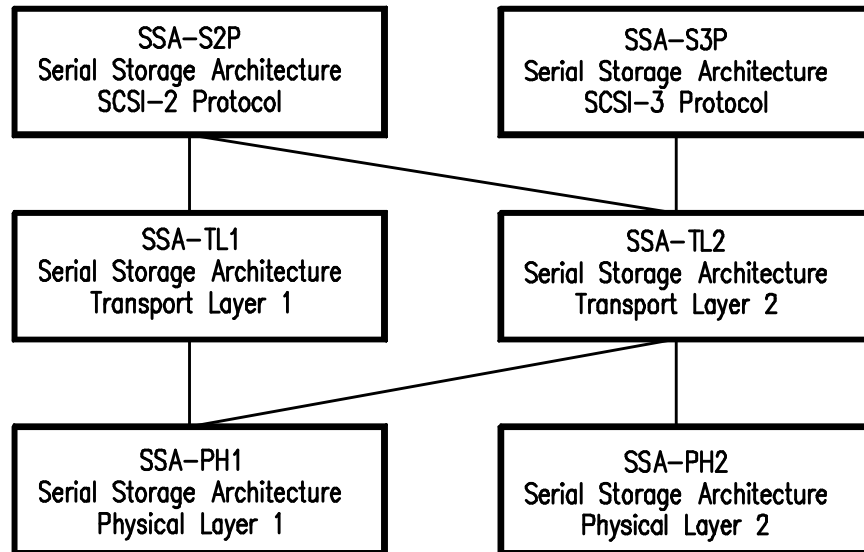 SSA-S2P
Serial Storage Architecture
SCSI-2 Protocol
SSA-S3P
Serial Storage Architecture
SCSI-3 Protocol
SSA-TL1
Serial Storage Architecture
Transport Layer 1
SSA-TL2
Serial Storage Architecture
Transport Layer 2
SSA-PH1
Serial Storage Architecture
Physical Layer 1
SSA-PH2
Serial Storage Architecture
Physical Layer 2